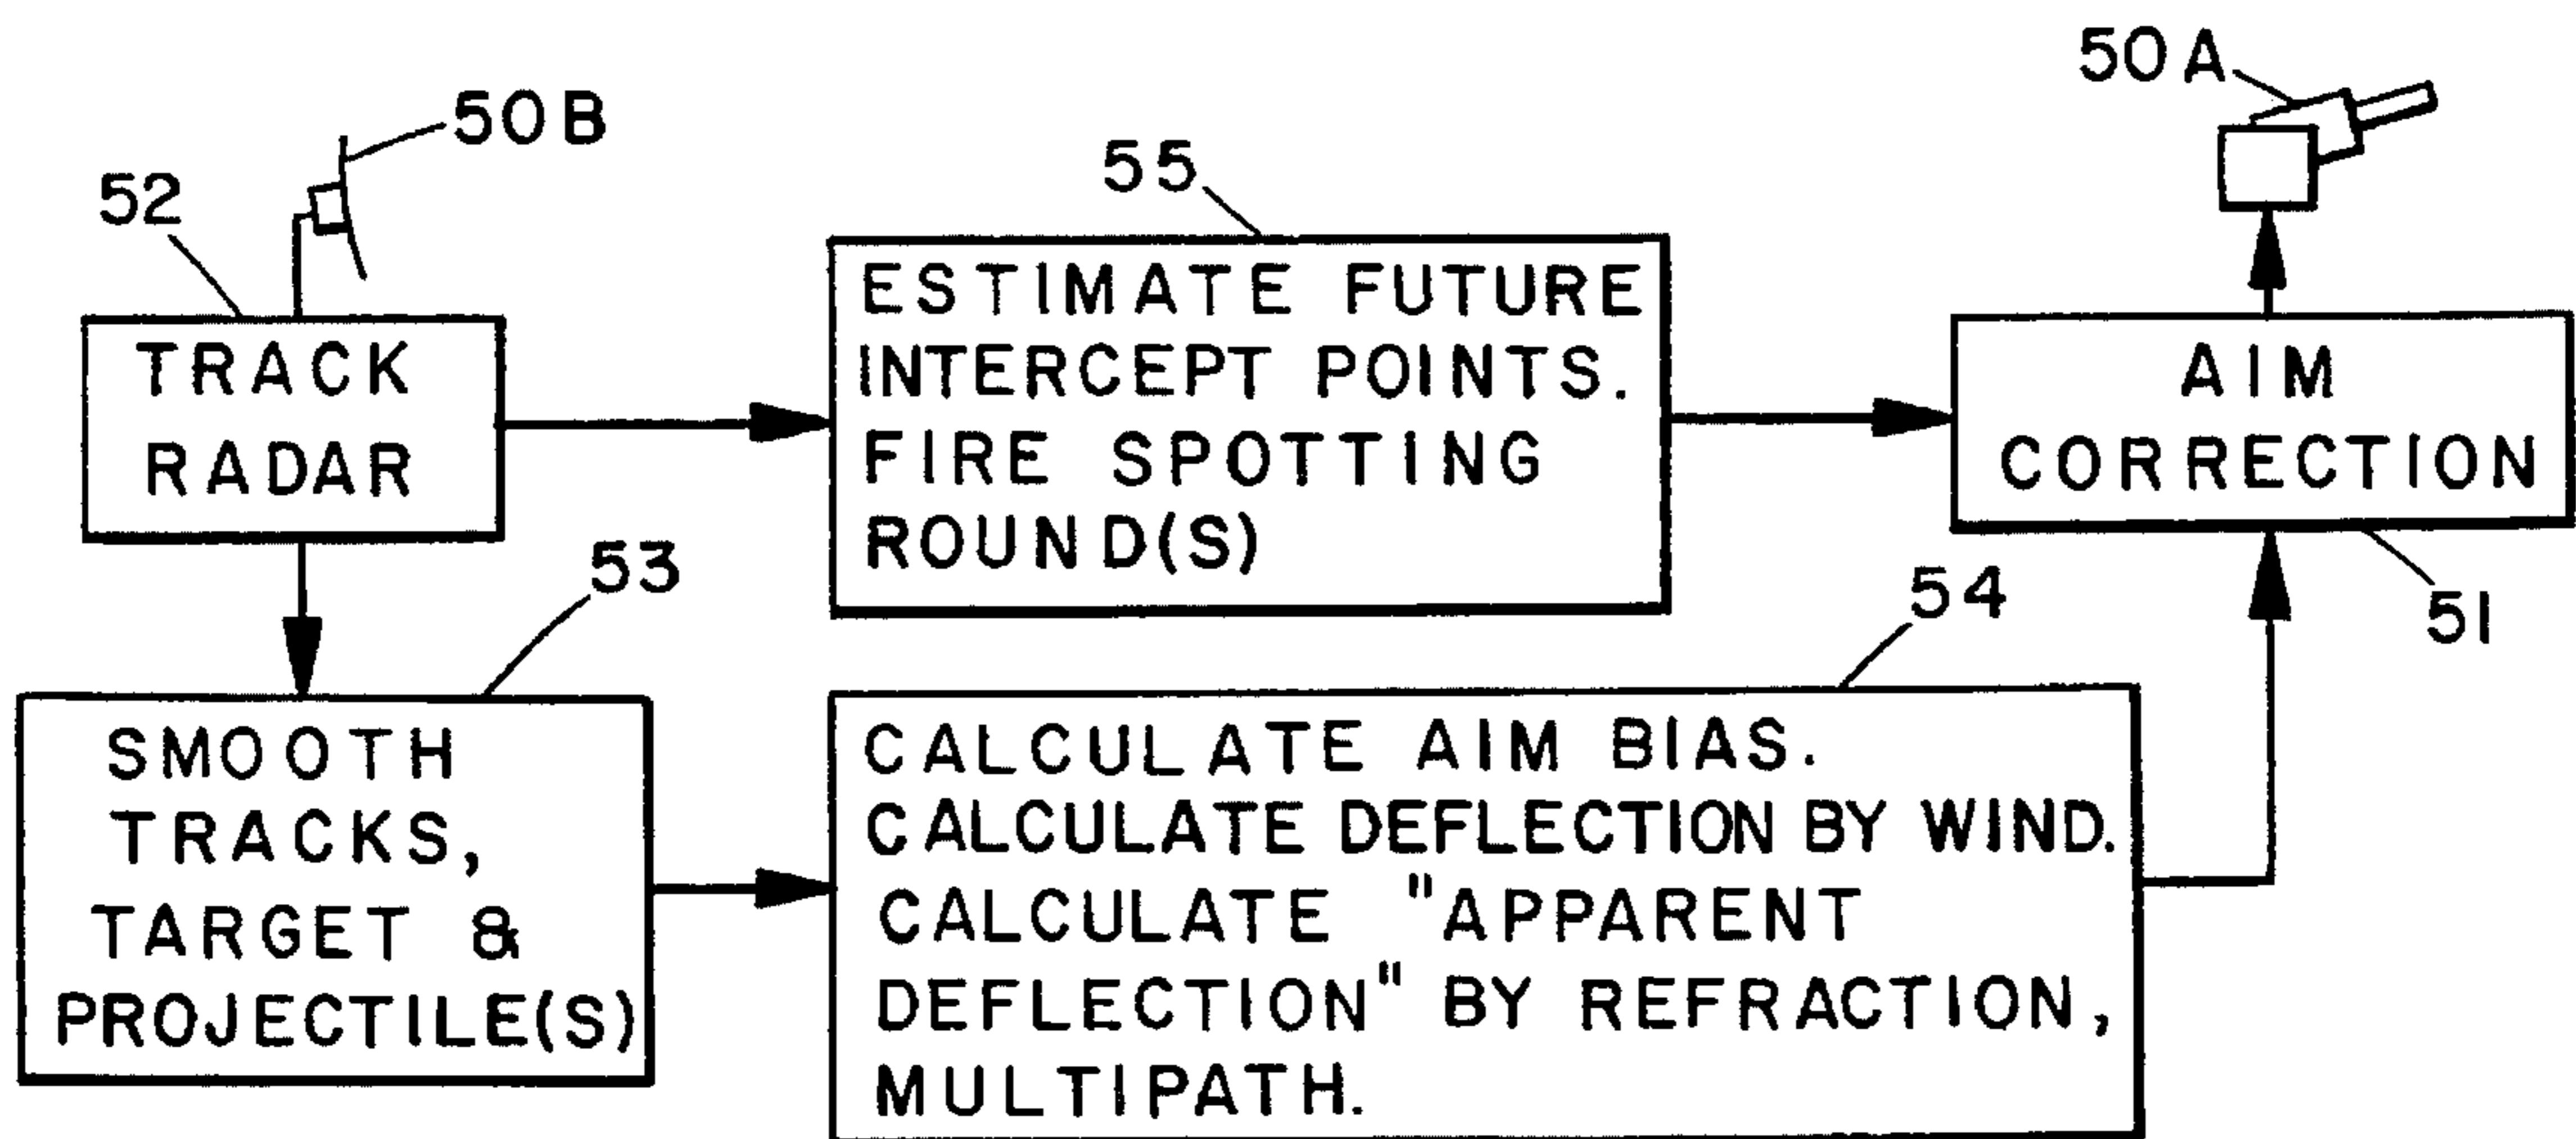 50A
50B
55
52
ESTIMATE FUTURE
INTERCEPT POINTS.
FIRE SPOTTING
ROUND(S)
TRACK
RADAR
AIM
CORRECTION
53
54
51
SMOOTH
TRACKS,
TARGET &
PROJECTILE(S)
CALCULATE AIM BIAS.
CALCULATE DEFLECTION BY WIND.
CALCULATE "APPARENT
DEFLECTION" BY REFRACTION,
MULTIPATH.